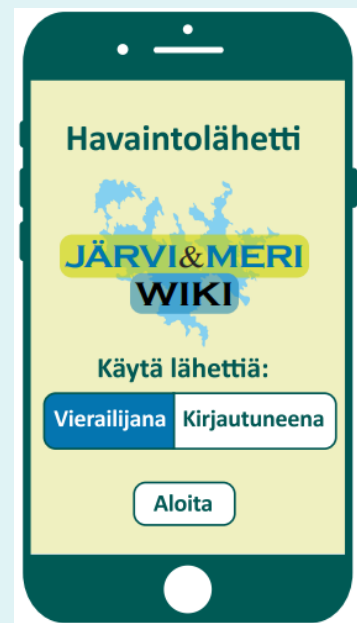 Havaintolähetti
JÄRVI&MERI
WIKI
Käytä lähettiä:
Vierailijana Kirjautuneena
Aloita